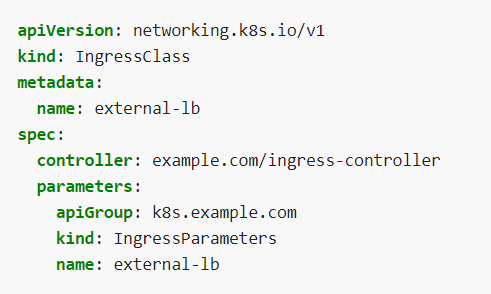 apiVersion: networking.k8s.io/v1
kind: IngressClass
metadata:
  name: external-lb
spec:
  controller: example.com/ingress-controller
  parameters:
    apiGroup: k8s.example.com
    kind: IngressParameters
    name: external-lb